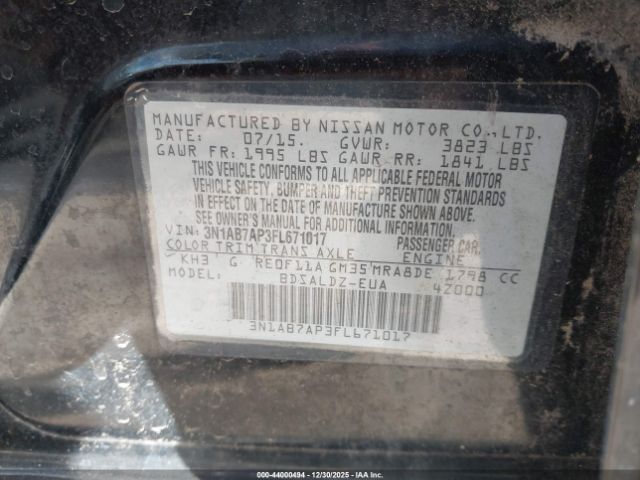 MANUFACTURED BY NISSAN MOTOR CO., LTD.
DATE: 07/15. GVWR: 3823 LBS
GAWR FR: 1995 LBS GAWR RR: 1841 LBS
THIS VEHICLE CONFORMS TO ALL APPLICABLE FEDERAL MOTOR
VEHICLE SAFETY, BUMPER AND THEFT PREVENTION STANDARDS
IN EFFECT ON THE DATE OF MANUFACTURE SHOWN ABOVE.
SEE OWNER'S MANUAL FOR ADDITIONAL INFORMATION.
VIN: 3N1AB7AP3FL671017 PASSENGER CAR.
COLOR TRIM TRANS AXLE ENGINE
KH3 G RE0F11A GM35 MRA8DE 1798 CC
MODEL: BDSALDZ-EUA 4Z000
3N1AB7AP3FL671017
000-44000494 - 12/30/2025 - IAA Inc.